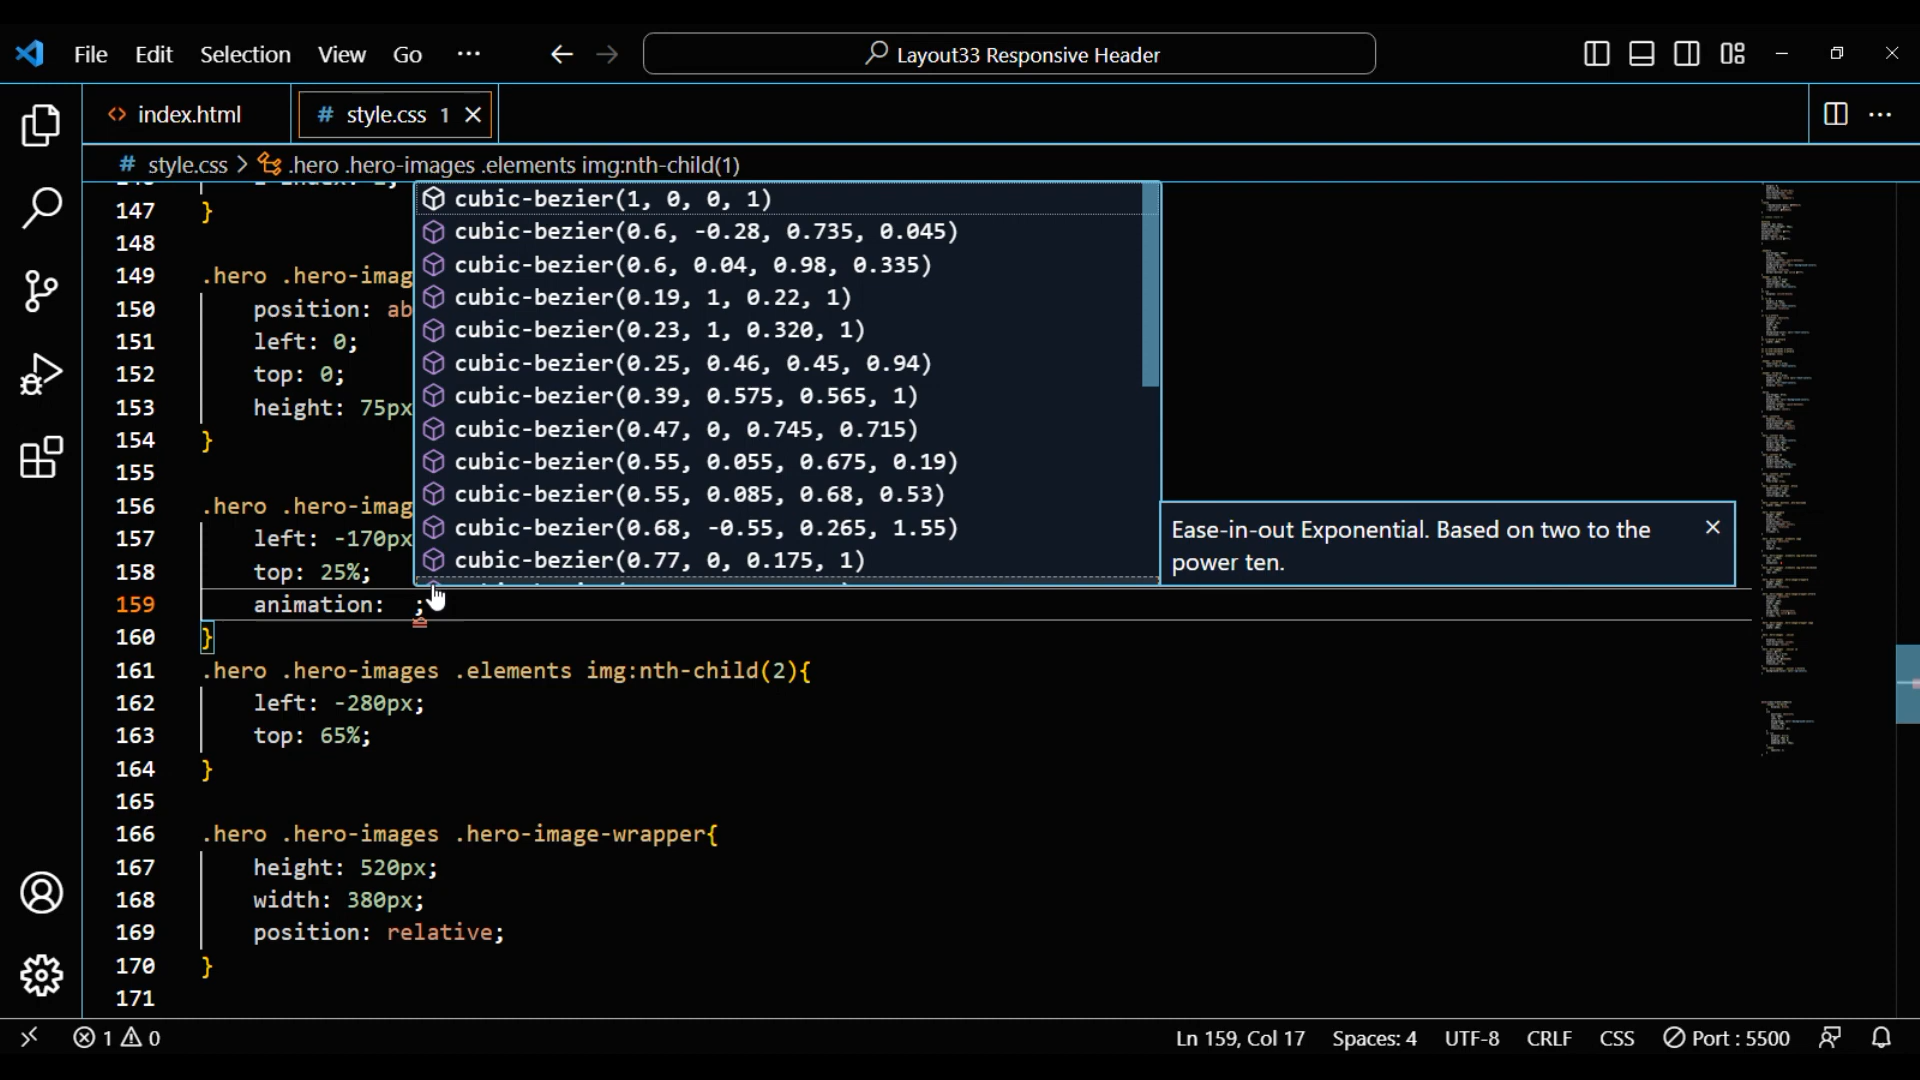 File Edit Selection View Go ···
Layout33 Responsive Header
<> index.html
# style.css 1
# style.css > .hero .hero-images .elements img:nth-child(1)
147 }
148
149 .hero .hero-imag
150 position: ab
151 left: 0;
152 top: 0;
153 height: 75px
154 }
155
156 .hero .hero-imag
157 left: -170px
158 top: 25%;
159 animation: ;
160 }
161 .hero .hero-images .elements img:nth-child(2){
162 left: -280px;
163 top: 65%;
164 }
165
166 .hero .hero-images .hero-image-wrapper{
167 height: 520px;
168 width: 380px;
169 position: relative;
170 }
171
cubic-bezier(1, 0, 0, 1)
cubic-bezier(0.6, -0.28, 0.735, 0.045)
cubic-bezier(0.6, 0.04, 0.98, 0.335)
cubic-bezier(0.19, 1, 0.22, 1)
cubic-bezier(0.23, 1, 0.320, 1)
cubic-bezier(0.25, 0.46, 0.45, 0.94)
cubic-bezier(0.39, 0.575, 0.565, 1)
cubic-bezier(0.47, 0, 0.745, 0.715)
cubic-bezier(0.55, 0.055, 0.675, 0.19)
cubic-bezier(0.55, 0.085, 0.68, 0.53)
cubic-bezier(0.68, -0.55, 0.265, 1.55)
cubic-bezier(0.77, 0, 0.175, 1)
Ease-in-out Exponential. Based on two to the
power ten.
1 0
Ln 159, Col 17 Spaces: 4 UTF-8 CRLF CSS Port : 5500